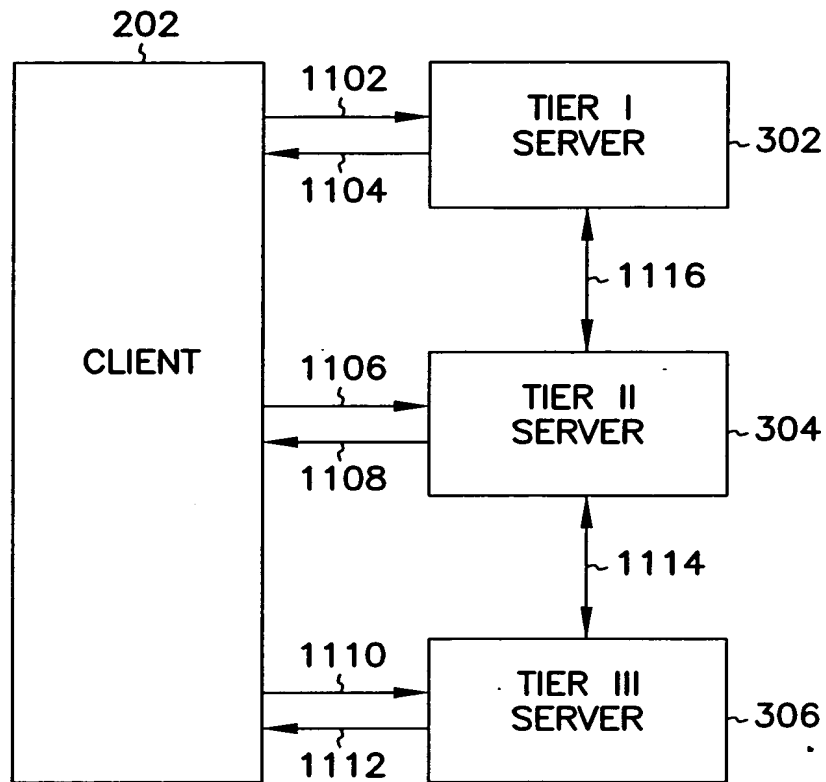 202
1102
TIER I
SERVER
302
1104
1116
CLIENT
1106
TIER II
SERVER
304
1108
1114
1110
TIER III
SERVER
306
1112